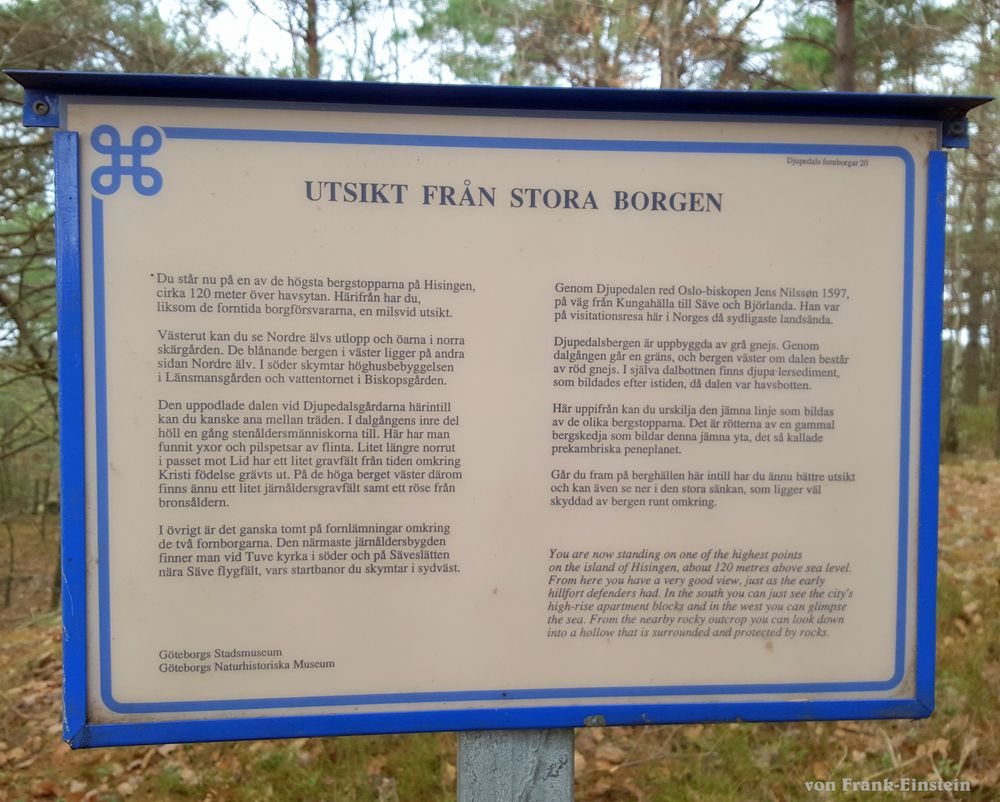 Djupedals fornborgar 20
UTSIKT FRÅN STORA BORGEN
Du står nu på en av de högsta bergstopparna på Hisingen,
cirka 120 meter över havsytan. Härifrån har du,
liksom de forntida borgförsvararna, en milsvid utsikt.
Västerut kan du se Nordre älvs utlopp och öarna i norra
skärgården. De blånande bergen i väster ligger på andra
sidan Nordre älv. I söder skymtar höghusbebyggelsen
i Länsmansgården och vattentornet i Biskopsgården.
Den uppodlade dalen vid Djupedalsgårdarna härintill
kan du kanske ana mellan träden. I dalgångens inre del
höll en gång stenåldersmänniskorna till. Här har man
funnit yxor och pilspetsar av flinta. Litet längre norrut
i passet mot Lid har ett litet gravfält från tiden omkring
Kristi födelse grävts ut. På de höga berget väster därom
finns ännu ett litet järnåldersgravfält samt ett röse från
bronsåldern.
I övrigt är det ganska tomt på fornlämningar omkring
de två fornborgarna. Den närmaste järnåldersbygden
finner man vid Tuve kyrka i söder och på Säveslätten
nära Säve flygfält, vars startbanor du skymtar i sydväst.
Göteborgs Stadsmuseum
Göteborgs Naturhistoriska Museum
Genom Djupedalen red Oslo-biskopen Jens Nilssøn 1597,
på väg från Kungahälla till Säve och Björlanda. Han var
på visitationsresa här i Norges då sydligaste landsända.
Djupedalsbergen är uppbyggda av grå gnejs. Genom
dalgången går en gräns, och bergen väster om dalen består
av röd gnejs. I själva dalbottnen finns djupa lersediment,
som bildades efter istiden, då dalen var havsbotten.
Här uppifrån kan du urskilja den jämna linje som bildas
av de olika bergstopparna. Det är rötterna av en gammal
bergskedja som bildar denna jämna yta, det så kallade
prekambriska peneplanet.
Går du fram på berghällen här intill har du ännu bättre utsikt
och kan även se ner i den stora sänkan, som ligger väl
skyddad av bergen runt omkring.
You are now standing on one of the highest points
on the island of Hisingen, about 120 metres above sea level.
From here you have a very good view, just as the early
hillfort defenders had. In the south you can just see the city's
high-rise apartment blocks and in the west you can glimpse
the sea. From the nearby rocky outcrop you can look down
into a hollow that is surrounded and protected by rocks.
von Frank-Einstein